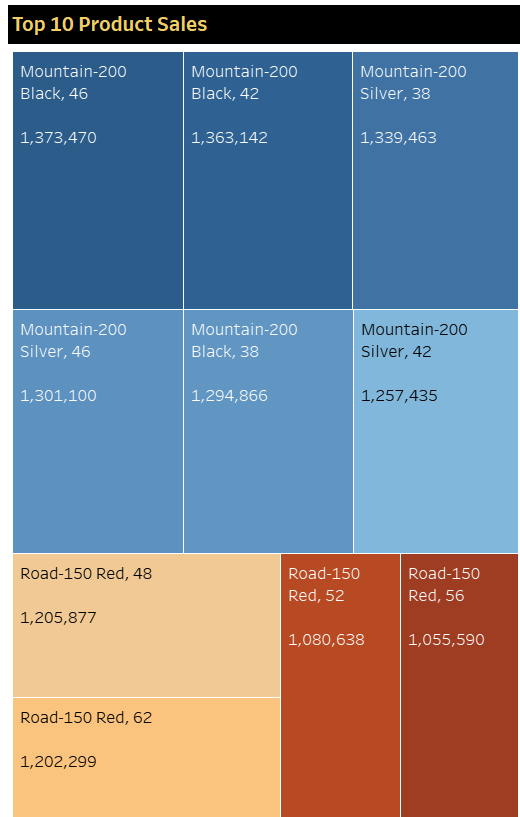 Top 10 Product Sales
Mountain-200
Black, 46
1,373,470
Mountain-200
Black, 42
1,363,142
Mountain-200
Silver, 38
1,339,463
Mountain-200
Silver, 46
1,301,100
Mountain-200
Black, 38
1,294,866
Mountain-200
Silver, 42
1,257,435
Road-150 Red, 48
1,205,877
Road-150 Red, 62
1,202,299
Road-150
Red, 52
1,080,638
Road-150
Red, 56
1,055,590